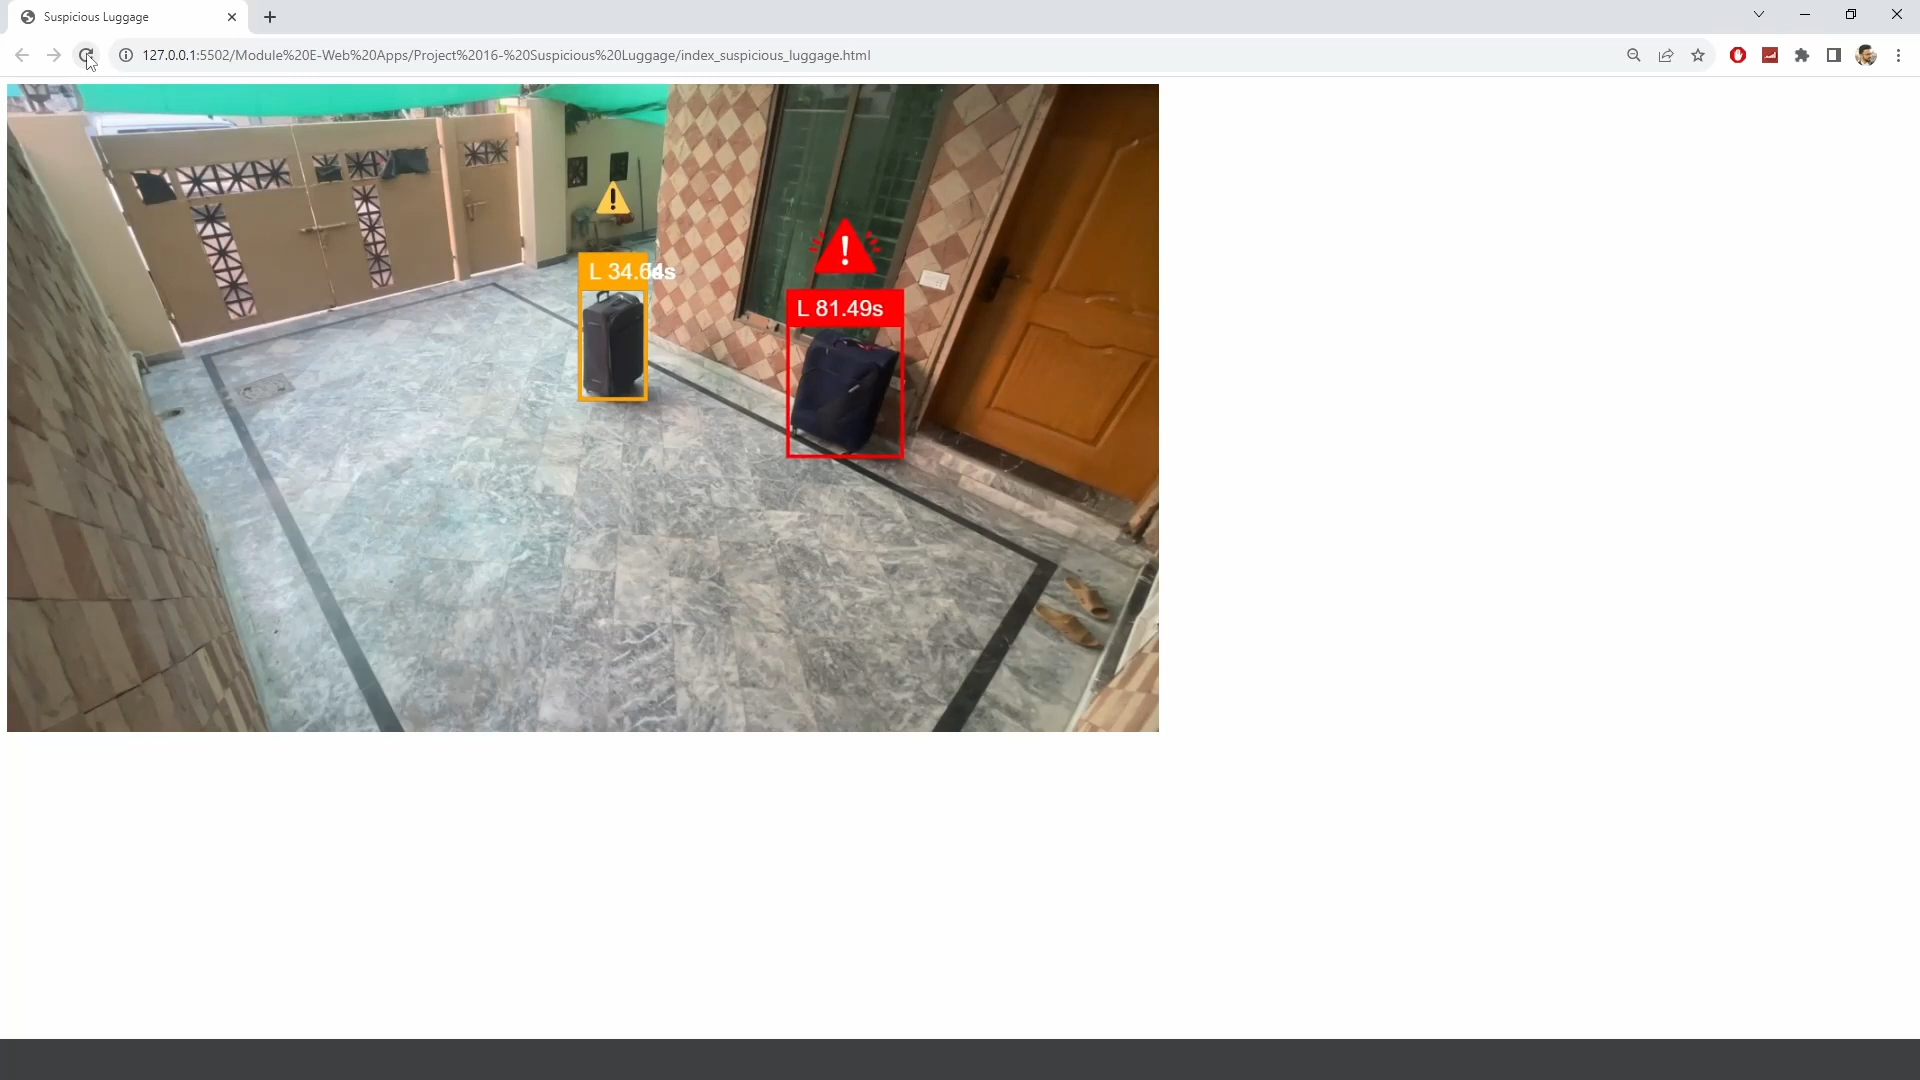 Suspicious Luggage
127.0.0.1:5502/Module%20E-Web%20Apps/Project%2016-%20Suspicious%20Luggage/index_suspicious_luggage.html
L 81.49s